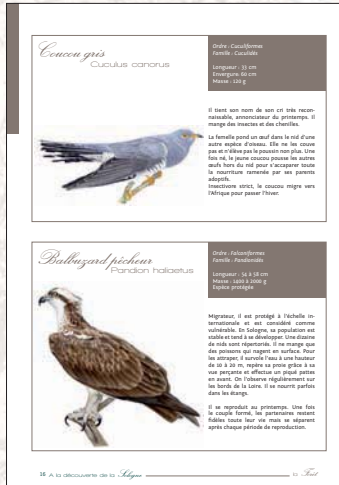 Coucou gris
Cuculus canorus
Ordre : Cuculiformes
Famille : Cuculidés
Longueur : 33 cm
Envergure: 60 cm
Masse : 120 g
Il tient son nom de son cri très recon-
naissable, annonciateur du printemps. Il
mange des insectes et des chenilles.
La femelle pond un œuf dans le nid d'une
autre espèce d'oiseau. Elle ne les couve
pas et n'élève pas le poussin non plus. Une
fois né, le jeune coucou pousse les autres
œufs hors du nid pour s'accaparer toute
la nourriture ramenée par ses parents
adoptifs.
Insectivore strict, le coucou migre vers
l'Afrique pour passer l'hiver.
Balbuzard pêcheur
Pandion haliaetus
Ordre : Falconiformes
Famille : Pandionidés
Longueur : 54 à 58 cm
Masse : 1400 à 2000 g
Espèce protégée
Migrateur, il est protégé à l'échelle in-
ternationale et est considéré comme
vulnérable. En Sologne, sa population est
stable et tend à se développer. Une dizaine
de nids sont répertoriés. Il ne mange que
des poissons qui nagent en surface. Pour
les attraper, il survole l'eau à une hauteur
de 10 à 20 m, repère sa proie grâce à sa
vue perçante et effectue un piqué pattes
en avant. On l'observe régulièrement sur
les bords de la Loire. Il se nourrit parfois
dans les étangs.
Il se reproduit au printemps. Une fois
le couple formé, les partenaires restent
fidèles toute leur vie mais se séparent
après chaque période de reproduction.
A la découverte de la Sologne
la Forêt